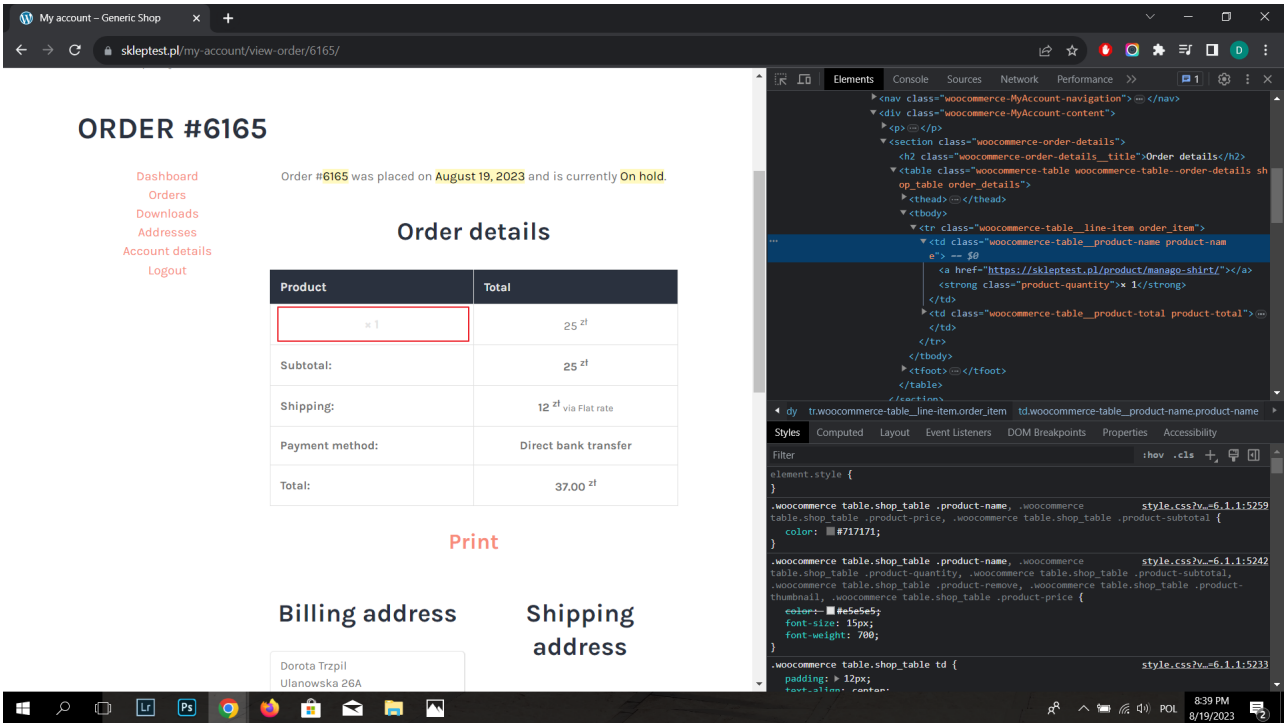 My account – Generic Shop
skleptest.pl/my-account/view-order/6165/
D
ORDER #6165
Dashboard
Orders
Downloads
Addresses
Account details
Logout
Order #6165 was placed on August 19, 2023 and is currently On hold.
Order details
Product Total
× 1 25 zł
Subtotal: 25 zł
Shipping: 12 zł via Flat rate
Payment method: Direct bank transfer
Total: 37.00 zł
Print
Billing address
Shipping
address
Dorota Trzpil
Ulanowska 26A
Elements Console Sources Network Performance 1
<nav class="woocommerce-MyAccount-navigation">…</nav>
<div class="woocommerce-MyAccount-content">
<p>…</p>
<section class="woocommerce-order-details">
<h2 class="woocommerce-order-details__title">Order details</h2>
<table class="woocommerce-table woocommerce-table--order-details sh
op_table order_details">
<thead>…</thead>
<tbody>
<tr class="woocommerce-table__line-item order_item">
<td class="woocommerce-table__product-name product-nam
e"> == $0
<a href="https://skleptest.pl/product/manago-shirt/"></a>
<strong class="product-quantity">× 1</strong>
</td>
<td class="woocommerce-table__product-total product-total">…
</td>
</tr>
</tbody>
<tfoot>…</tfoot>
</table>
</section>
dy tr.woocommerce-table__line-item.order_item td.woocommerce-table__product-name.product-name
Styles Computed Layout Event Listeners DOM Breakpoints Properties Accessibility
Filter :hov .cls
element.style {
}
.woocommerce table.shop_table .product-name, .woocommerce style.css?v…=6.1.1:5259
table.shop_table .product-price, .woocommerce table.shop_table .product-subtotal {
color: #717171;
}
.woocommerce table.shop_table .product-name, .woocommerce style.css?v…=6.1.1:5242
table.shop_table .product-quantity, .woocommerce table.shop_table .product-subtotal,
.woocommerce table.shop_table .product-remove, .woocommerce table.shop_table .product-
thumbnail, .woocommerce table.shop_table .product-price {
color: #e5e5e5;
font-size: 15px;
font-weight: 700;
}
.woocommerce table.shop_table td { style.css?v…=6.1.1:5233
padding: 12px;
text-align: center;
Lr Ps POL 8:39 PM
8/19/2023 2